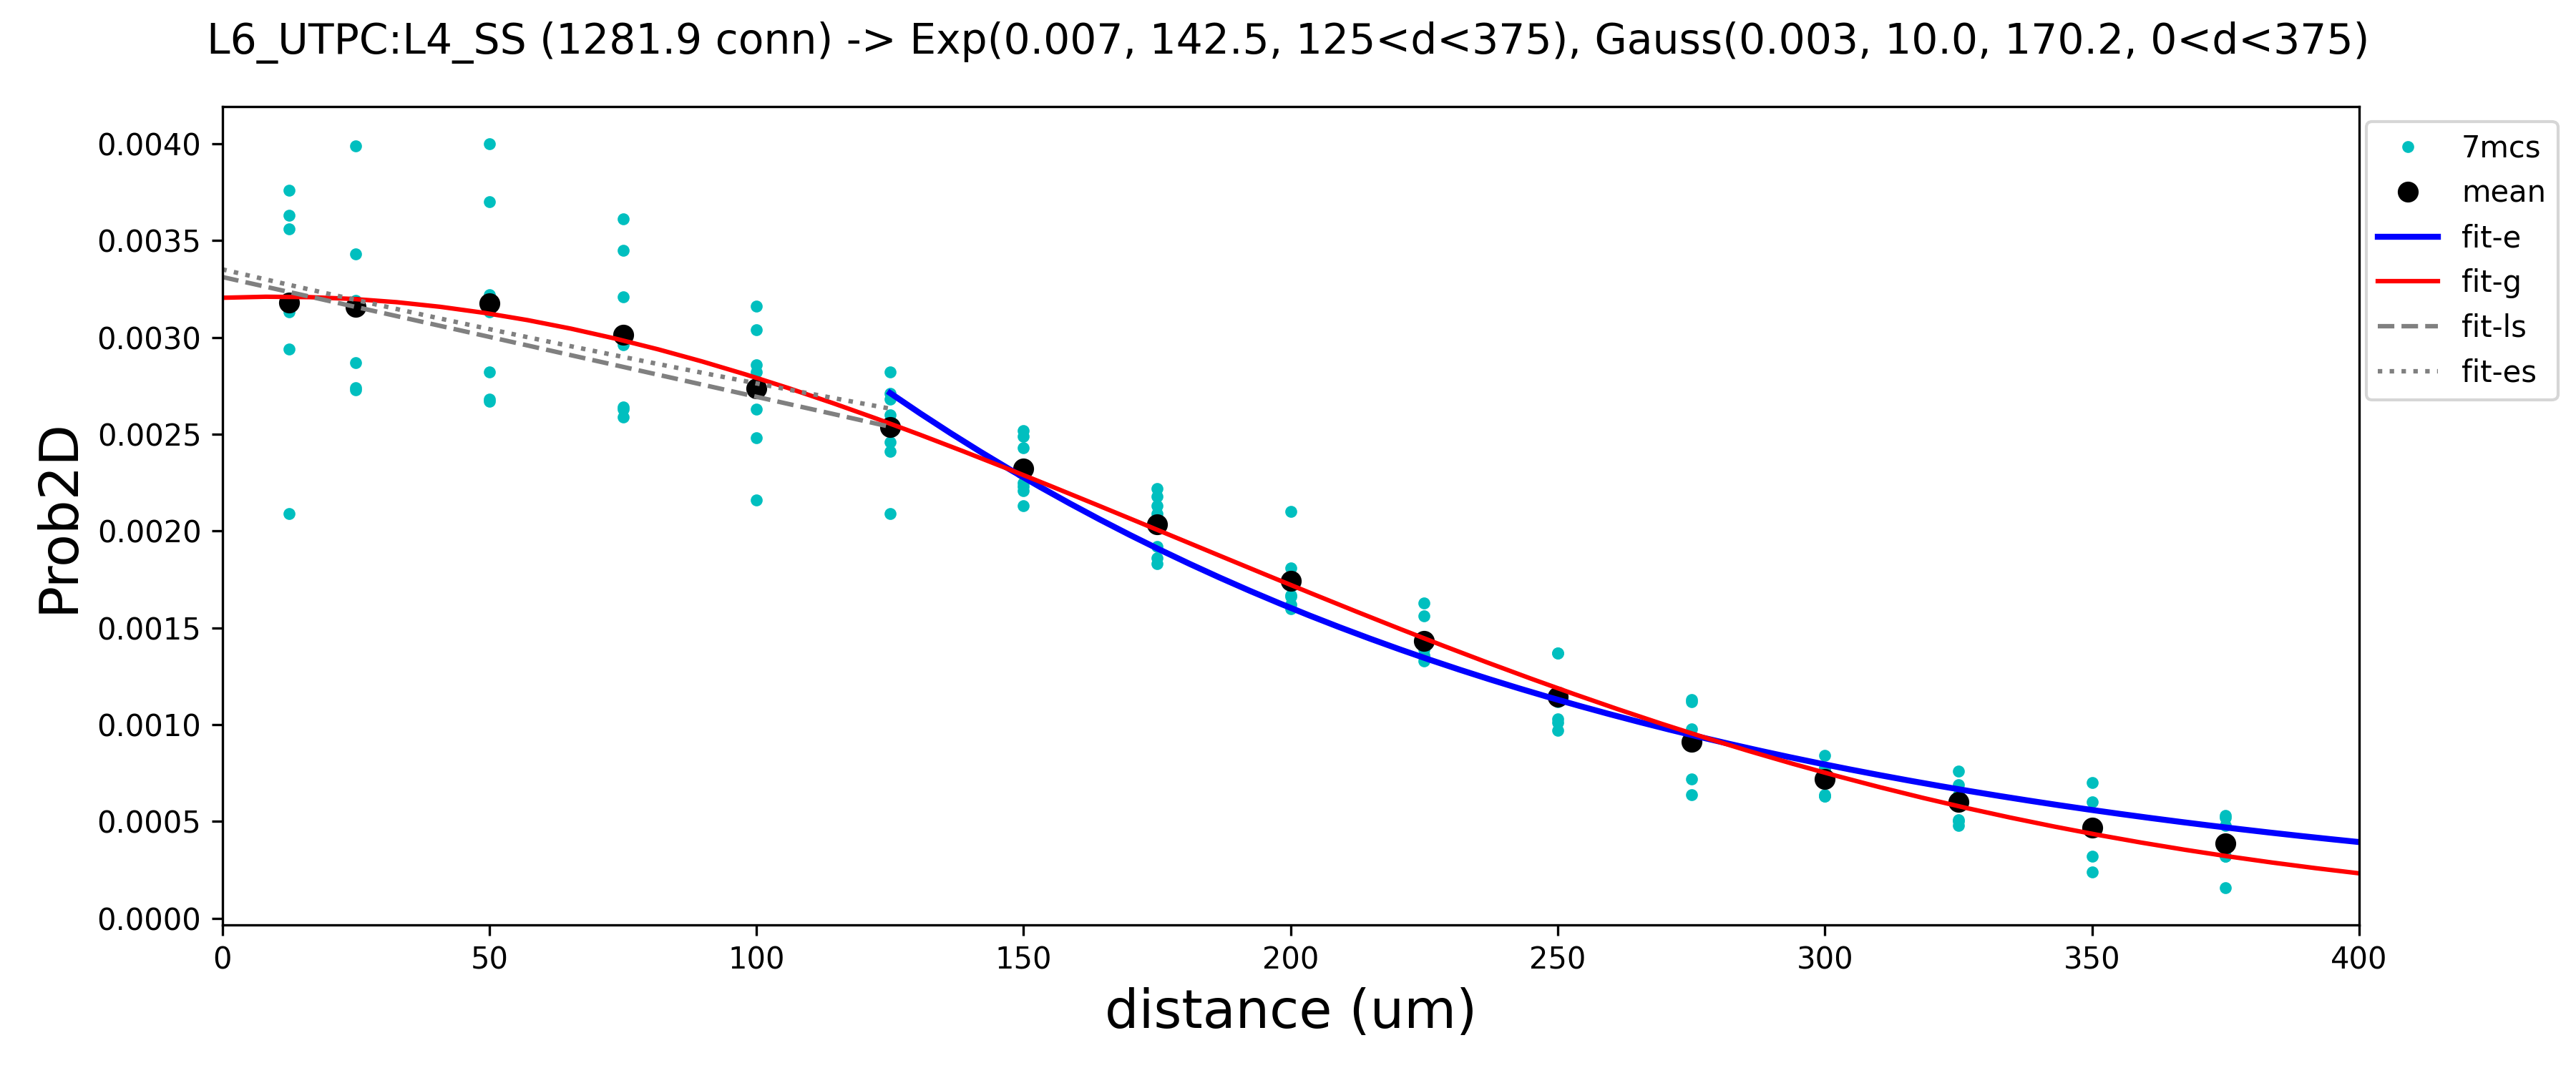 L6_UTPC:L4_SS (1281.9 conn) -> Exp(0.007, 142.5, 125<d<375), Gauss(0.003, 10.0, 170.2, 0<d<375)
7mcs
mean
fit-e
fit-g
fit-ls
fit-es
Prob2D
0.0040
0.0035
0.0030
0.0025
0.0020
0.0015
0.0010
0.0005
0.0000
0 50 100 150 200 250 300 350 400
distance (um)